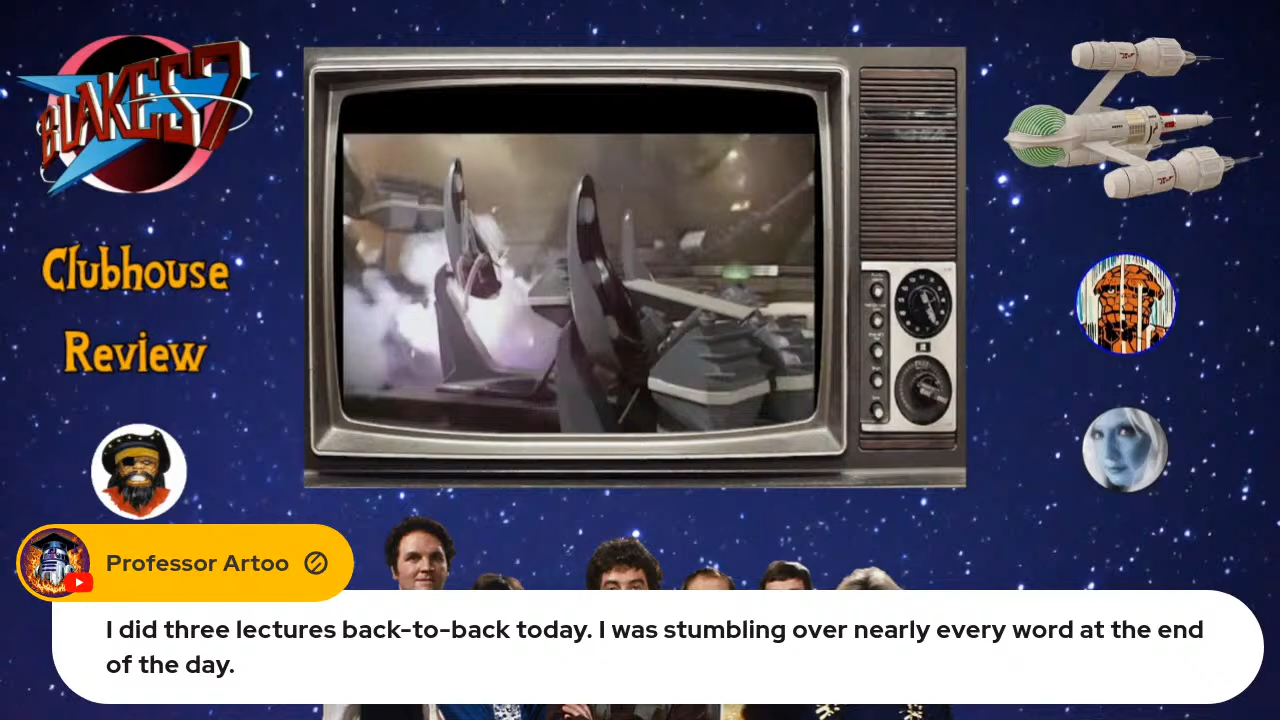 BLAKES 7
Clubhouse
Review
Professor Artoo
I did three lectures back-to-back today. I was stumbling over nearly every word at the end
of the day.